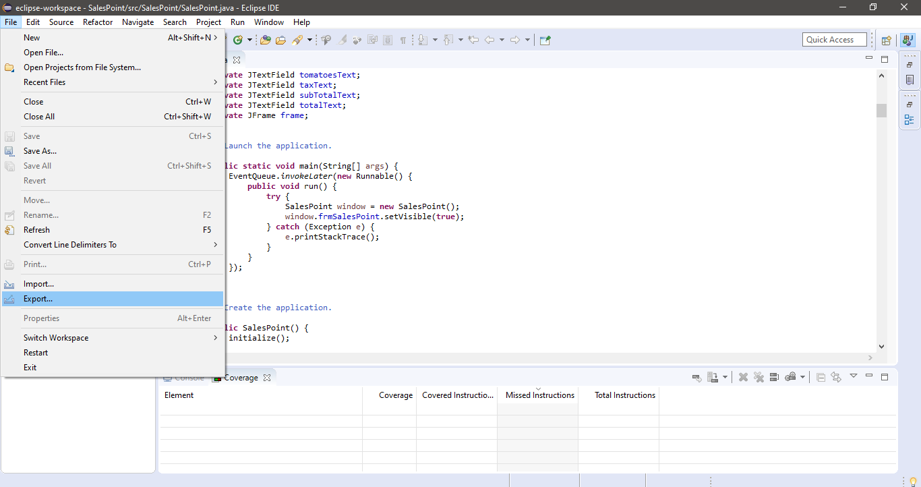 eclipse-workspace - SalesPoint/src/SalesPoint/SalesPoint.java - Eclipse IDE
File Edit Source Refactor Navigate Search Project Run Window Help
Quick Access
New Alt+Shift+N
Open File...
Open Projects from File System...
Recent Files
Close Ctrl+W
Close All Ctrl+Shift+W
Save Ctrl+S
Save As...
Save All Ctrl+Shift+S
Revert
Move...
Rename... F2
Refresh F5
Convert Line Delimiters To
Print... Ctrl+P
Import...
Export...
Properties Alt+Enter
Switch Workspace
Restart
Exit
vate JTextField tomatoesText;
vate JTextField taxText;
vate JTextField subTotalText;
vate JTextField totalText;
vate JFrame frame;
Launch the application.
lic static void main(String[] args) {
EventQueue.invokeLater(new Runnable() {
public void run() {
try {
SalesPoint window = new SalesPoint();
window.frmSalesPoint.setVisible(true);
} catch (Exception e) {
e.printStackTrace();
}
}
});
Create the application.
lic SalesPoint() {
initialize();
Console Coverage
Element Coverage Covered Instructio... Missed Instructions Total Instructions